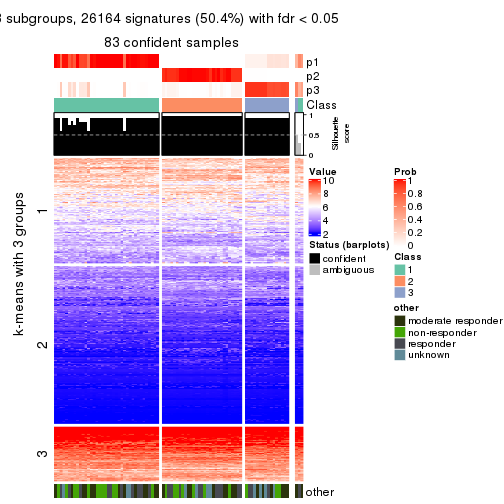 3 subgroups, 26164 signatures (50.4%) with fdr < 0.05
83 confident samples
p1
p2
p3
Class
1
0.5
0
Silhouette
score
k-means with 3 groups
1
2
3
other
Value
10
8
6
4
2
Status (barplots)
confident
ambiguous
Prob
1
0.8
0.6
0.4
0.2
0
Class
1
2
3
other
moderate responder
non-responder
responder
unknown